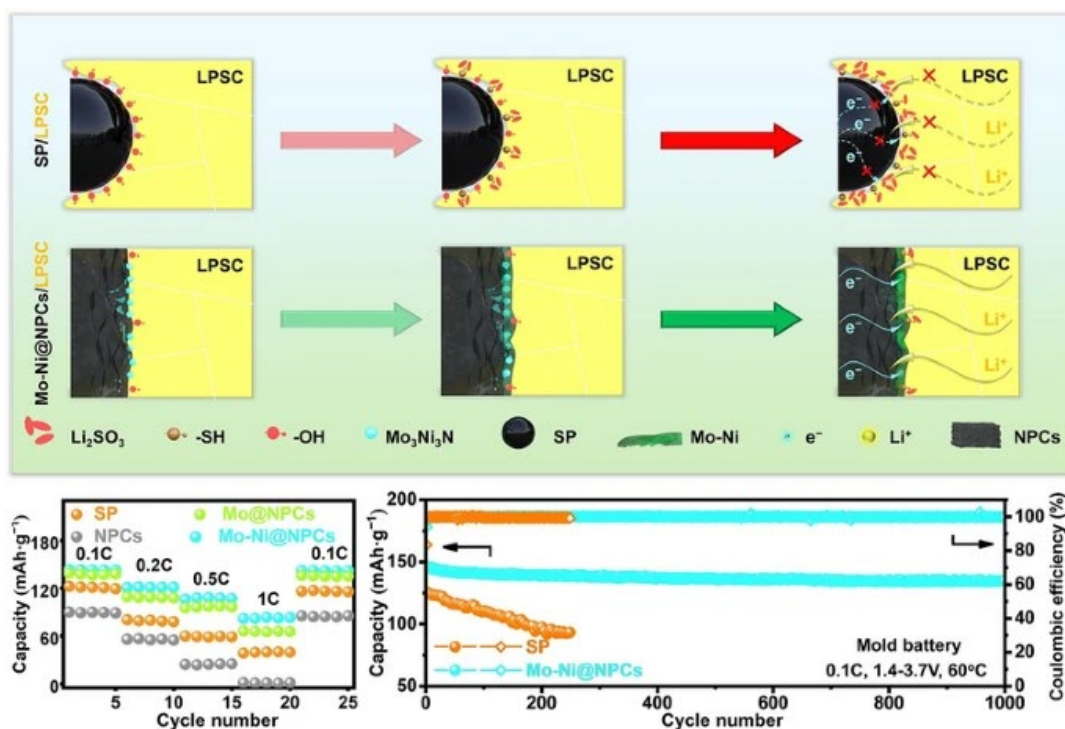 SP/LPSC
LPSC
LPSC
LPSC
e⁻
e⁻
e⁻
Li⁺
Li⁺
Mo-Ni@NPCs/LPSC
LPSC
LPSC
LPSC
e⁻
e⁻
e⁻
Li⁺
Li⁺
Li₂SO₃
-SH
-OH
Mo₃Ni₃N
SP
Mo-Ni
e⁻
Li⁺
NPCs
Capacity (mAh·g⁻¹)
180
120
60
0
SP
Mo@NPCs
NPCs
Mo-Ni@NPCs
0.1C
0.2C
0.5C
1C
0.1C
5
10
15
20
25
Cycle number
Capacity (mAh·g⁻¹)
200
150
100
50
SP
Mo-Ni@NPCs
Mold battery
0.1C, 1.4-3.7V, 60°C
0
200
400
600
800
1000
Cycle number
100
80
60
40
20
0
Coulombic efficiency (%)